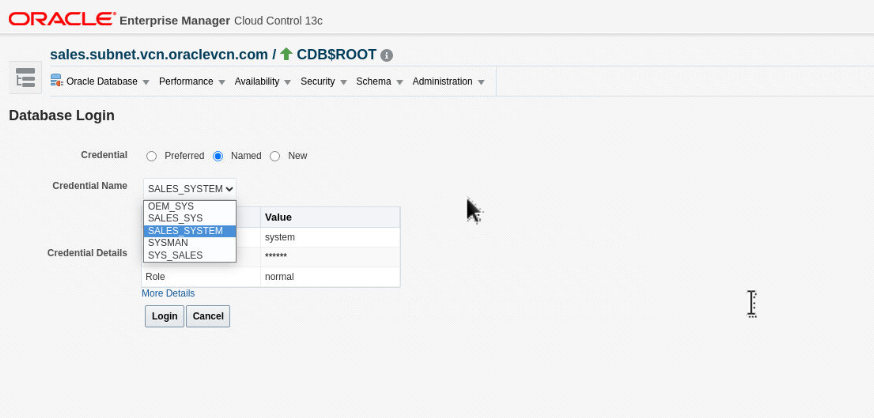 ORACLE Enterprise Manager Cloud Control 13c
sales.subnet.vcn.oraclevcn.com / CDB$ROOT
Oracle Database Performance Availability Security Schema Administration
Database Login
Credential Preferred Named New
Credential Name SALES_SYSTEM
OEM_SYS
SALES_SYS
SALES_SYSTEM
SYSMAN
SYS_SALES
Value
system
Credential Details ******
Role normal
More Details
Login Cancel